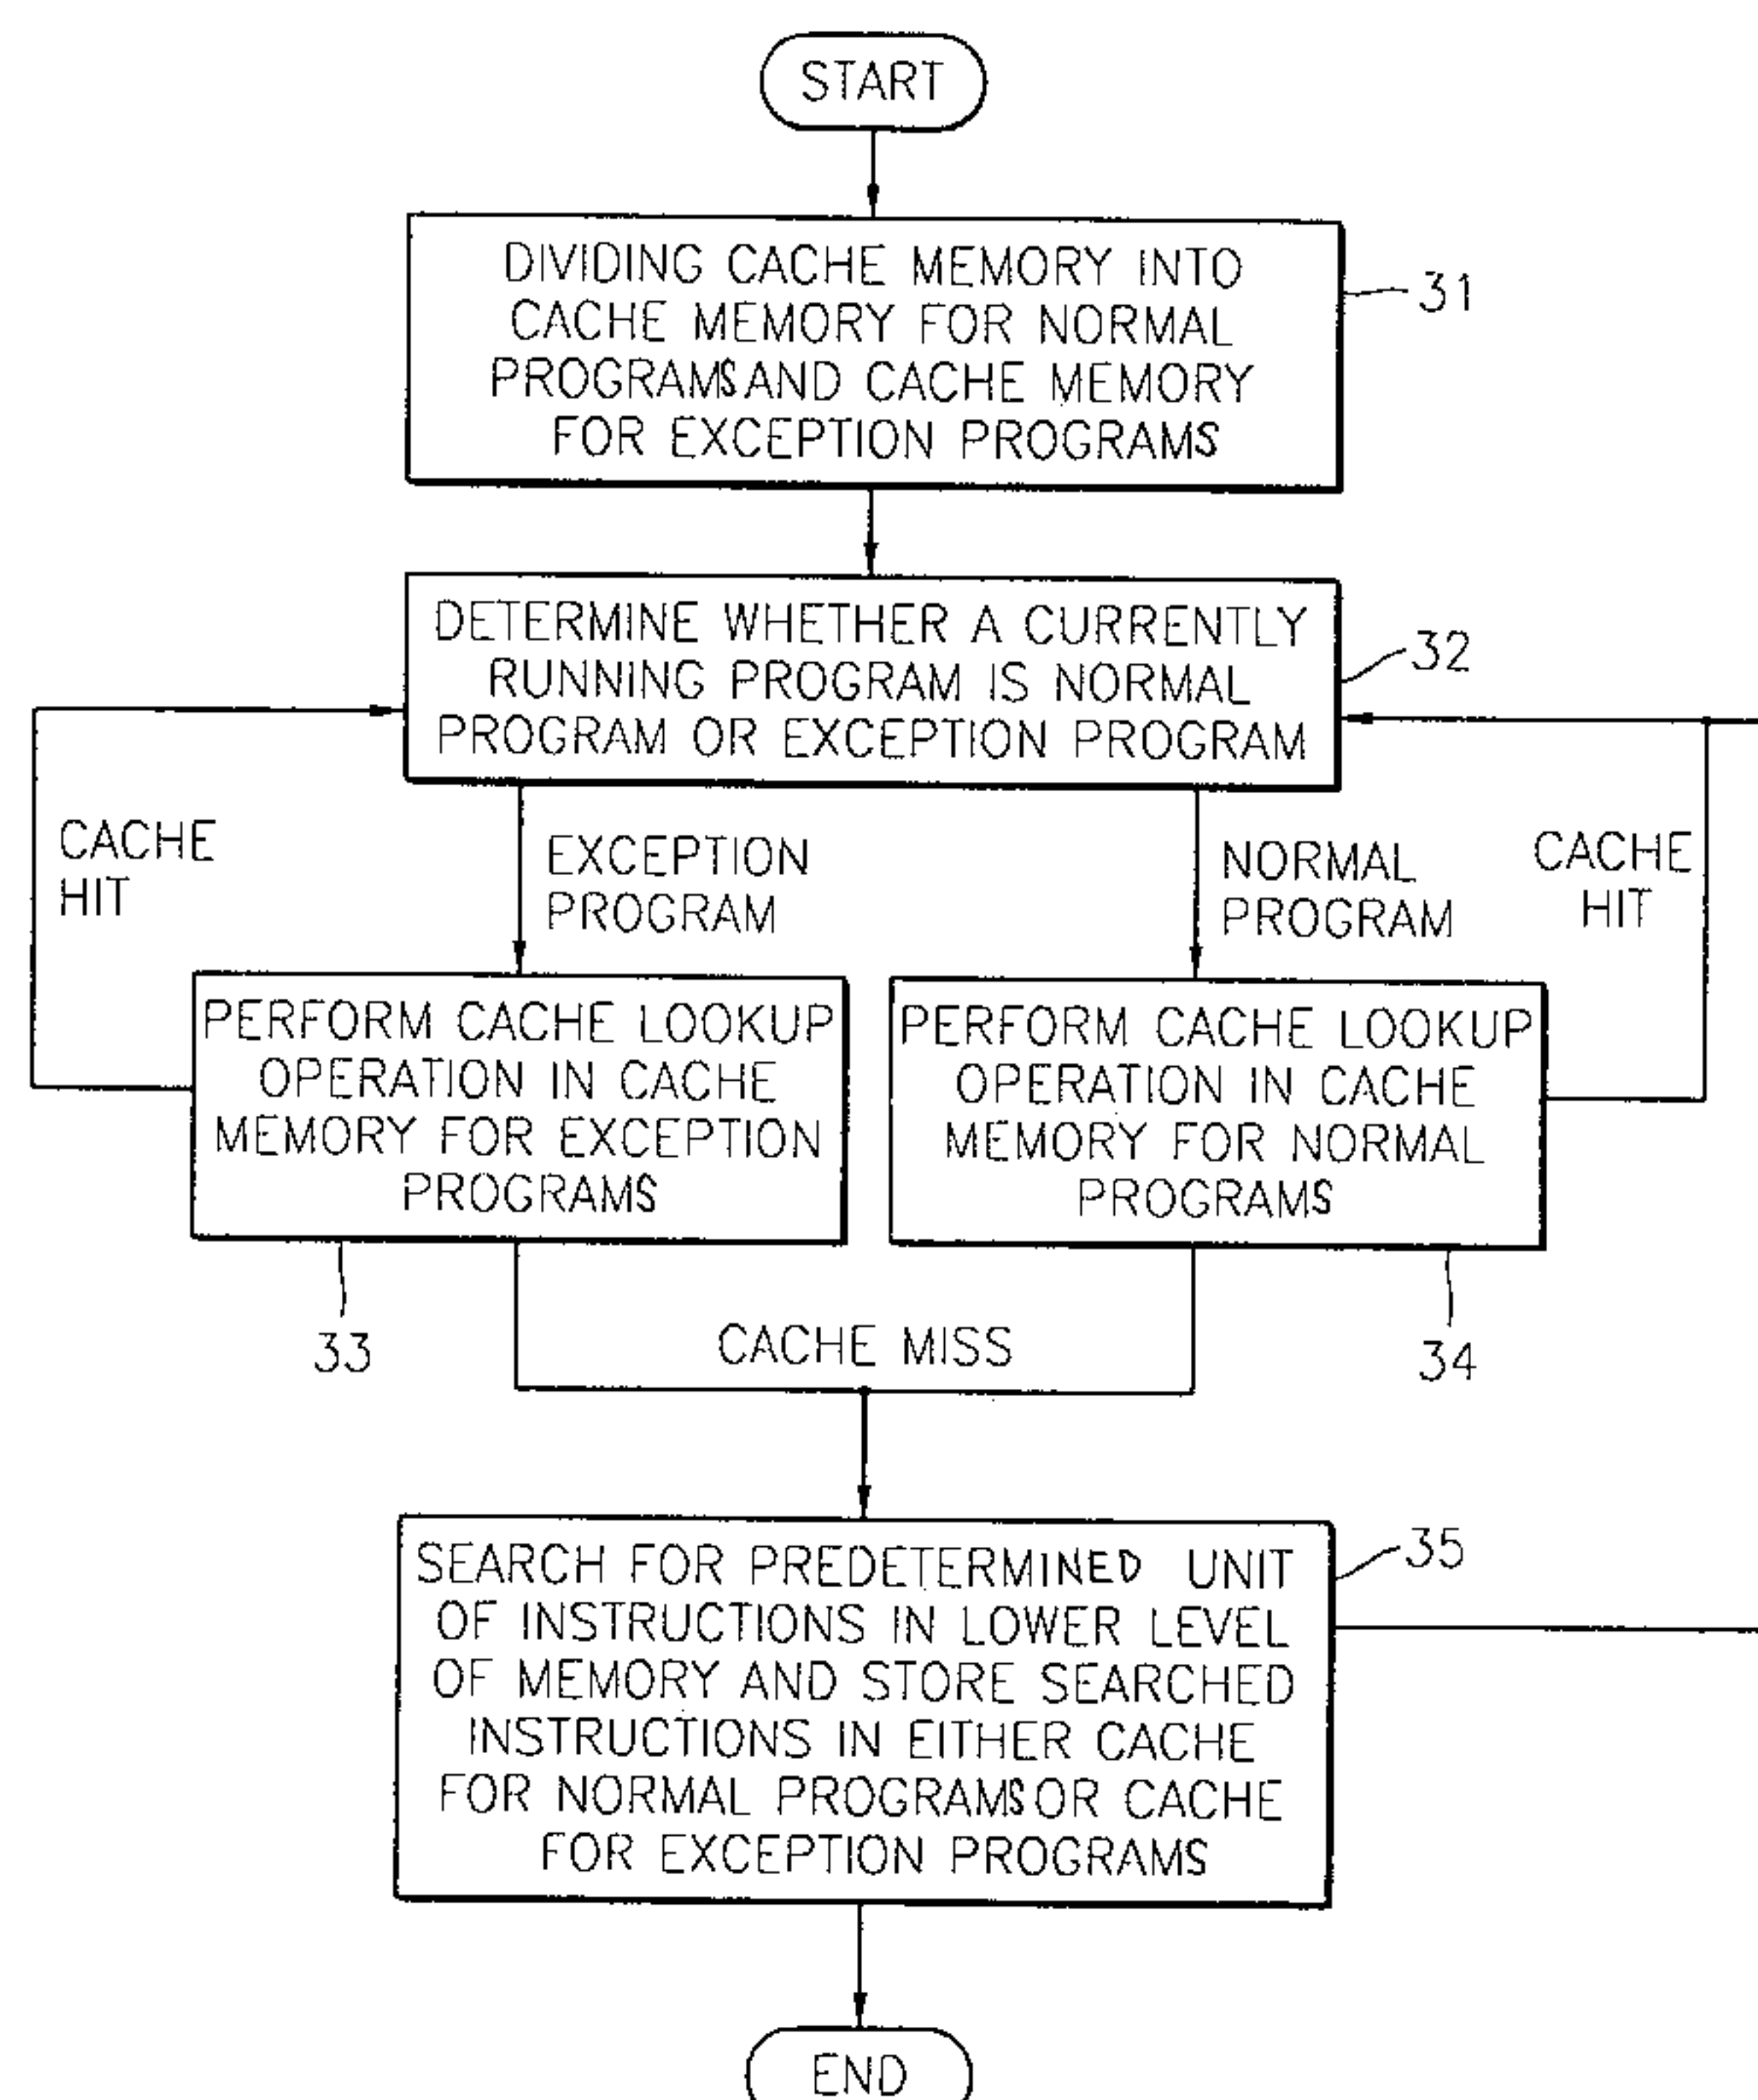 START
DIVIDING CACHE MEMORY INTO
CACHE MEMORY FOR NORMAL
PROGRAMS AND CACHE MEMORY
FOR EXCEPTION PROGRAMS
31
DETERMINE WHETHER A CURRENTLY
RUNNING PROGRAM IS NORMAL
PROGRAM OR EXCEPTION PROGRAM
32
CACHE
HIT
EXCEPTION
PROGRAM
NORMAL
PROGRAM
CACHE
HIT
PERFORM CACHE LOOKUP
OPERATION IN CACHE
MEMORY FOR EXCEPTION
PROGRAMS
33
PERFORM CACHE LOOKUP
OPERATION IN CACHE
MEMORY FOR NORMAL
PROGRAMS
34
CACHE MISS
SEARCH FOR PREDETERMINED UNIT
OF INSTRUCTIONS IN LOWER LEVEL
OF MEMORY AND STORE SEARCHED
INSTRUCTIONS IN EITHER CACHE
FOR NORMAL PROGRAMS OR CACHE
FOR EXCEPTION PROGRAMS
35
END